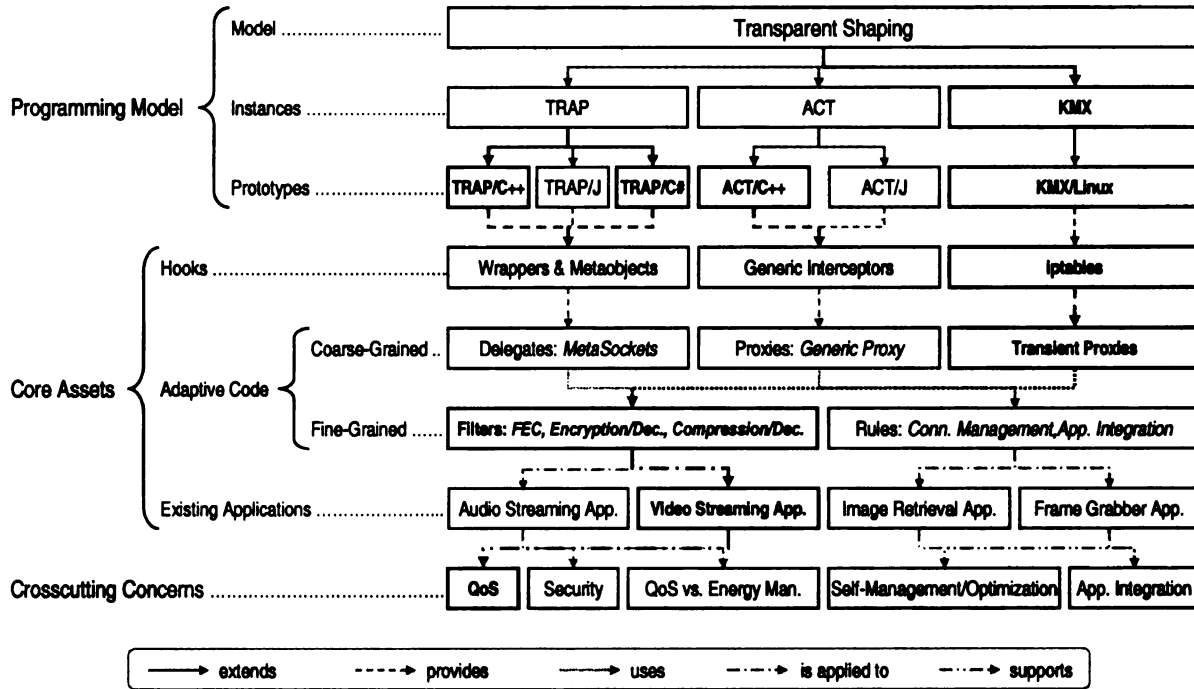 Model ........................ Transparent Shaping
Programming Model
Instances .................... TRAP ACT KMX
Prototypes .................. TRAP/C++ TRAP/J TRAP/C# ACT/C++ ACT/J KMX/Linux
Hooks ........................................ Wrappers & Metaobjects Generic Interceptors Iptables
Coarse-Grained .. Delegates: MetaSockets Proxies: Generic Proxy Transient Proxies
Core Assets
Adaptive Code
Fine-Grained ...... Filters: FEC, Encryption/Dec., Compression/Dec. Rules: Conn. Management,App. Integration
Existing Applications ...................... Audio Streaming App. Video Streaming App. Image Retrieval App. Frame Grabber App.
Crosscutting Concerns ............................................ QoS Security QoS vs. Energy Man. Self-Management/Optimization App. Integration
extends provides uses is applied to supports